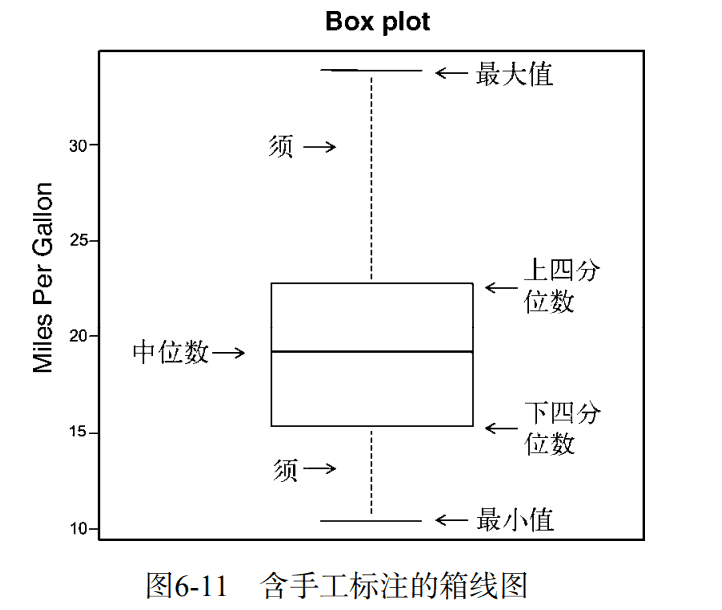 Box plot
最大值
须
30
25
Miles Per Gallon
上四分
位数
20
中位数
下四分
位数
15
须
最小值
10
图6-11 含手工标注的箱线图